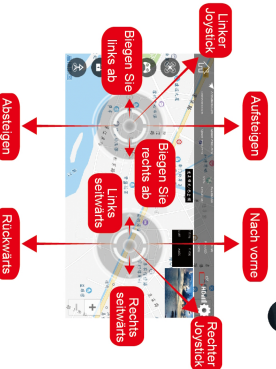 Linker
Joystick
Aufsteigen
Nach vorne
Rechter
Joystick
Biegen Sie
links ab
Biegen Sie
rechts ab
Links
seitwärts
Rechts
seitwärts
Absteigen
Rückwärts